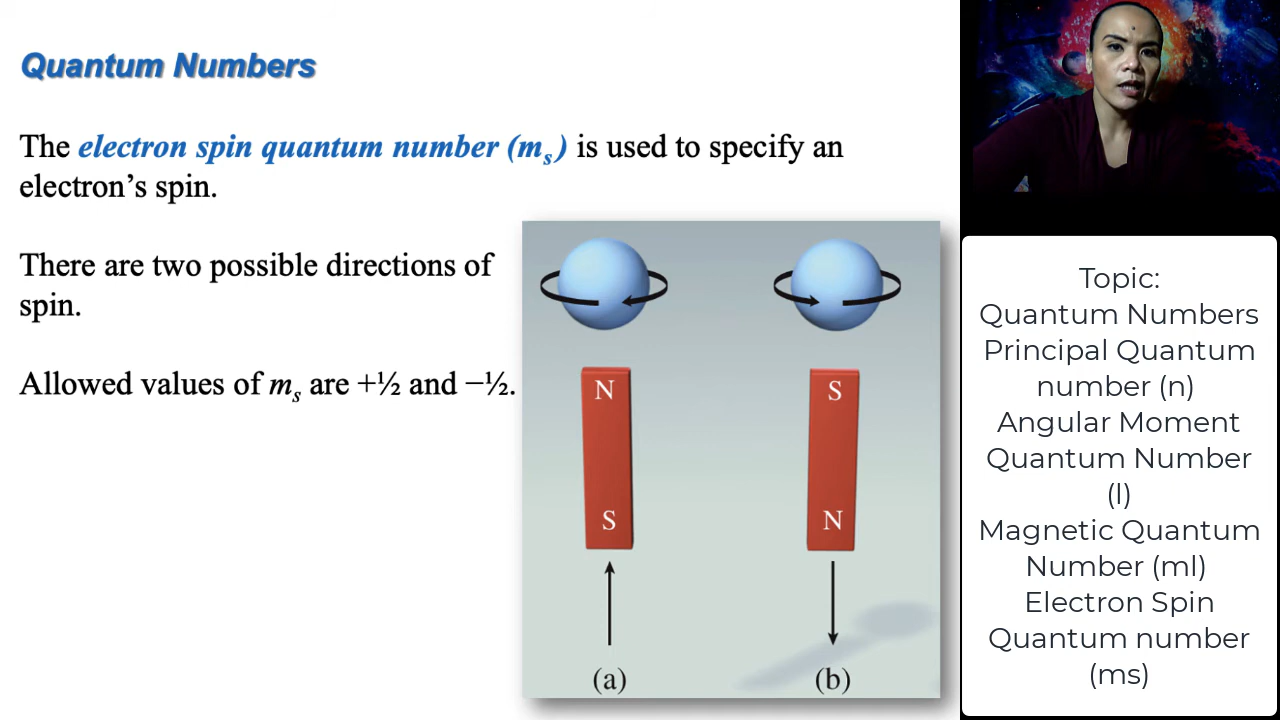 Quantum Numbers
The electron spin quantum number (ms) is used to specify an
electron’s spin.
There are two possible directions of
spin.
Allowed values of ms are +½ and −½.
N
S
S
N
(a)
(b)
Topic:
Quantum Numbers
Principal Quantum
number (n)
Angular Moment
Quantum Number
(l)
Magnetic Quantum
Number (ml)
Electron Spin
Quantum number
(ms)